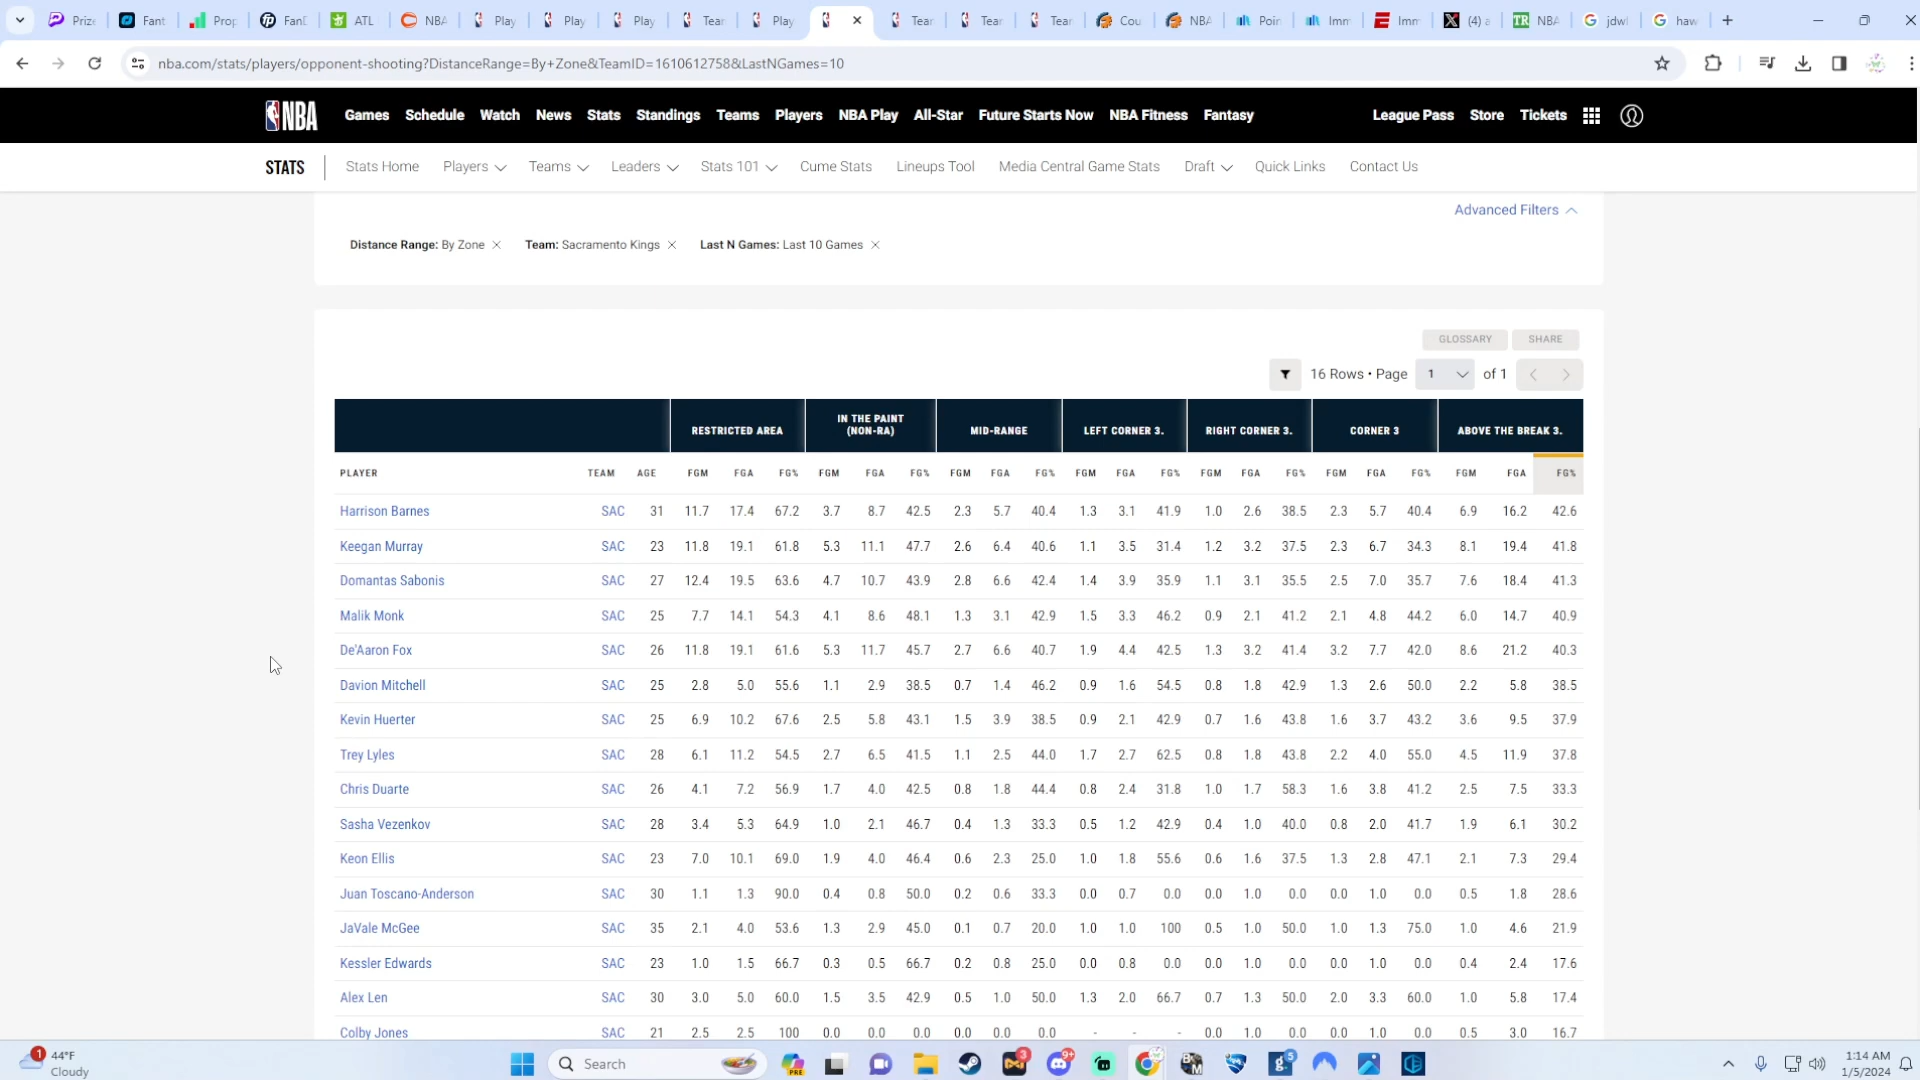 Prize Fant Prop FanD ATL NBA Play Play Play Tear Play Tear Tear Tear Cou NBA Poin Imm Imm (4) a NBA jdwl haw
nba.com/stats/players/opponent-shooting?DistanceRange=By+Zone&TeamID=1610612758&LastNGames=10
NBA Games Schedule Watch News Stats Standings Teams Players NBA Play All-Star Future Starts Now NBA Fitness Fantasy League Pass Store Tickets
STATS Stats Home Players Teams Leaders Stats 101 Cume Stats Lineups Tool Media Central Game Stats Draft Quick Links Contact Us
Advanced Filters
Distance Range: By Zone Team: Sacramento Kings Last N Games: Last 10 Games
GLOSSARY SHARE
16 Rows • Page 1 of 1
RESTRICTED AREA IN THE PAINT (NON-RA) MID-RANGE LEFT CORNER 3. RIGHT CORNER 3. CORNER 3 ABOVE THE BREAK 3.
PLAYER TEAM AGE FGM FGA FG% FGM FGA FG% FGM FGA FG% FGM FGA FG% FGM FGA FG% FGM FGA FG% FGM FGA FG%
Harrison Barnes SAC 31 11.7 17.4 67.2 3.7 8.7 42.5 2.3 5.7 40.4 1.3 3.1 41.9 1.0 2.6 38.5 2.3 5.7 40.4 6.9 16.2 42.6
Keegan Murray SAC 23 11.8 19.1 61.8 5.3 11.1 47.7 2.6 6.4 40.6 1.1 3.5 31.4 1.2 3.2 37.5 2.3 6.7 34.3 8.1 19.4 41.8
Domantas Sabonis SAC 27 12.4 19.5 63.6 4.7 10.7 43.9 2.8 6.6 42.4 1.4 3.9 35.9 1.1 3.1 35.5 2.5 7.0 35.7 7.6 18.4 41.3
Malik Monk SAC 25 7.7 14.1 54.3 4.1 8.6 48.1 1.3 3.1 42.9 1.5 3.3 46.2 0.9 2.1 41.2 2.1 4.8 44.2 6.0 14.7 40.9
De'Aaron Fox SAC 26 11.8 19.1 61.6 5.3 11.7 45.7 2.7 6.6 40.7 1.9 4.4 42.5 1.3 3.2 41.4 3.2 7.7 42.0 8.6 21.2 40.3
Davion Mitchell SAC 25 2.8 5.0 55.6 1.1 2.9 38.5 0.7 1.4 46.2 0.9 1.6 54.5 0.8 1.8 42.9 1.3 2.6 50.0 2.2 5.8 38.5
Kevin Huerter SAC 25 6.9 10.2 67.6 2.5 5.8 43.1 1.5 3.9 38.5 0.9 2.1 42.9 0.7 1.6 43.8 1.6 3.7 43.2 3.6 9.5 37.9
Trey Lyles SAC 28 6.1 11.2 54.5 2.7 6.5 41.5 1.1 2.5 44.0 1.7 2.7 62.5 0.8 1.8 43.8 2.2 4.0 55.0 4.5 11.9 37.8
Chris Duarte SAC 26 4.1 7.2 56.9 1.7 4.0 42.5 0.8 1.8 44.4 0.8 2.4 31.8 1.0 1.7 58.3 1.6 3.8 41.2 2.5 7.5 33.3
Sasha Vezenkov SAC 28 3.4 5.3 64.9 1.0 2.1 46.7 0.4 1.3 33.3 0.5 1.2 42.9 0.4 1.0 40.0 0.8 2.0 41.7 1.9 6.1 30.2
Keon Ellis SAC 23 7.0 10.1 69.0 1.9 4.0 46.4 0.6 2.3 25.0 1.0 1.8 55.6 0.6 1.6 37.5 1.3 2.8 47.1 2.1 7.3 29.4
Juan Toscano-Anderson SAC 30 1.1 1.3 90.0 0.4 0.8 50.0 0.2 0.6 33.3 0.0 0.7 0.0 0.0 1.0 0.0 0.0 1.0 0.0 0.5 1.8 28.6
JaVale McGee SAC 35 2.1 4.0 53.6 1.3 2.9 45.0 0.1 0.7 20.0 1.0 1.0 100 0.5 1.0 50.0 1.0 1.3 75.0 1.0 4.6 21.9
Kessler Edwards SAC 23 1.0 1.5 66.7 0.3 0.5 66.7 0.2 0.8 25.0 0.0 0.8 0.0 0.0 1.0 0.0 0.0 1.0 0.0 0.4 2.4 17.6
Alex Len SAC 30 3.0 5.0 60.0 1.5 3.5 42.9 0.5 1.0 50.0 1.3 2.0 66.7 0.7 1.3 50.0 2.0 3.3 60.0 1.0 5.8 17.4
Colby Jones SAC 21 2.5 2.5 100 0.0 0.0 0.0 0.0 0.0 0.0 - - - 0.0 1.0 0.0 0.0 1.0 0.0 0.5 3.0 16.7
1 44°F
Cloudy
Search PRE 3 9+ 5 1:14 AM
1/5/2024